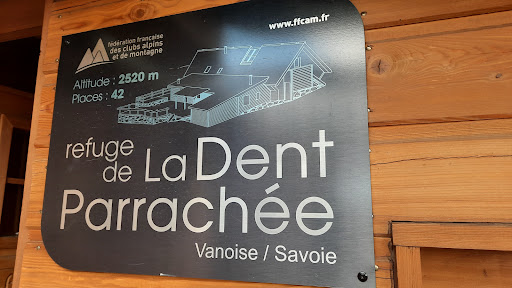 www.ffcam.fr
fédération française
des clubs alpins
et de montagne
Altitude : 2520 m
Places : 42
refuge
de La Dent
Parrachée
Vanoise / Savoie